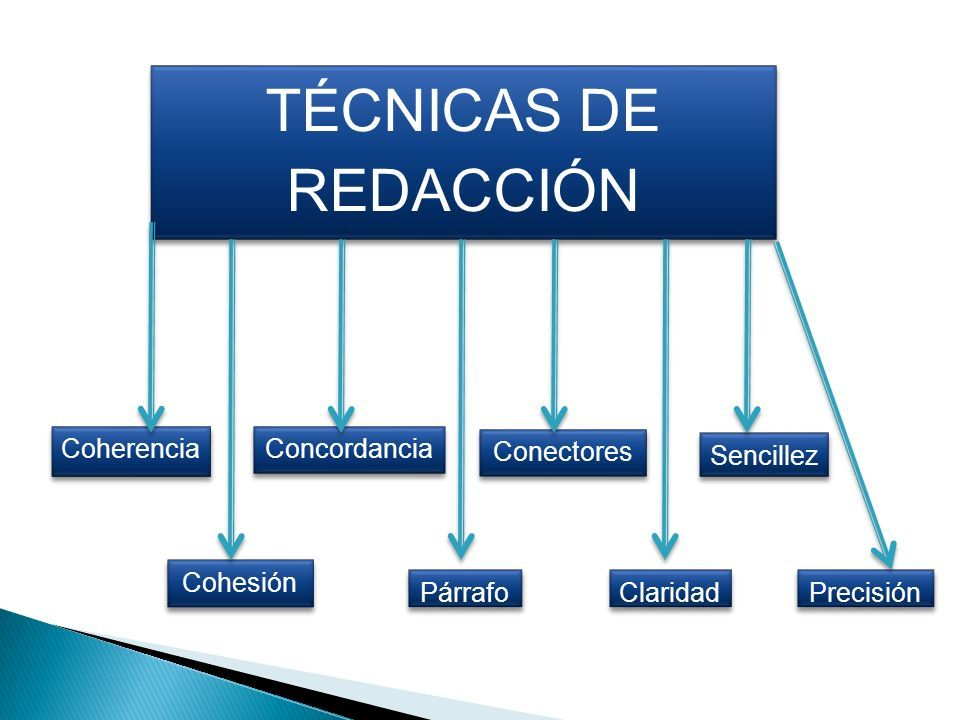 TÉCNICAS DE
REDACCIÓN
Coherencia
Concordancia
Conectores
Sencillez
Cohesión
Párrafo
Claridad
Precisión